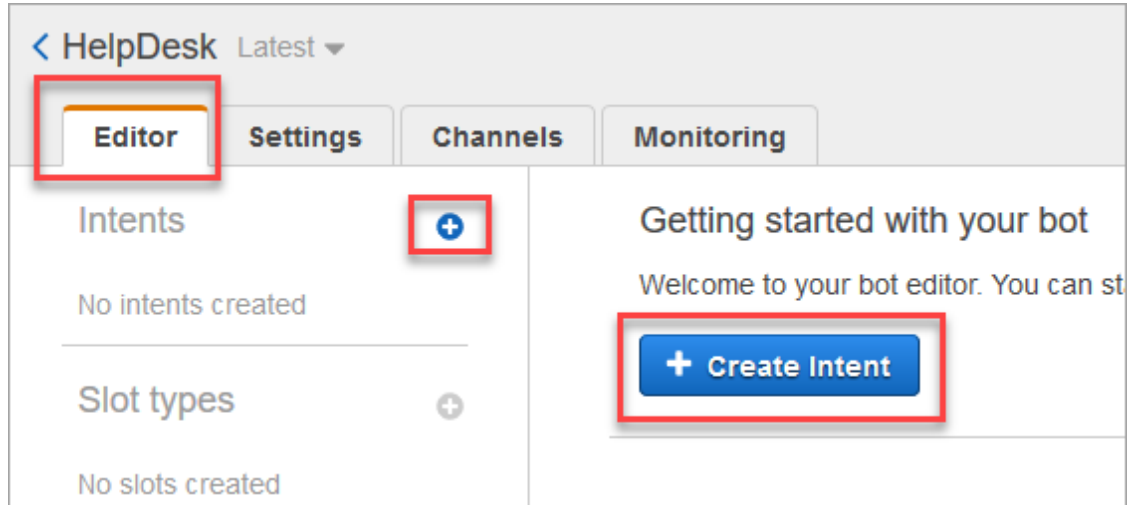 HelpDesk Latest
Editor Settings Channels Monitoring
Intents
No intents created
Slot types
No slots created
Getting started with your bot
Welcome to your bot editor. You can
+ Create Intent